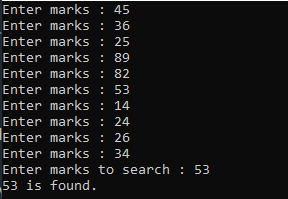 Enter marks : 45
Enter marks : 36
Enter marks : 25
Enter marks : 89
Enter marks : 82
Enter marks : 53
Enter marks : 14
Enter marks : 24
Enter marks : 26
Enter marks : 34
Enter marks to search : 53
53 is found.